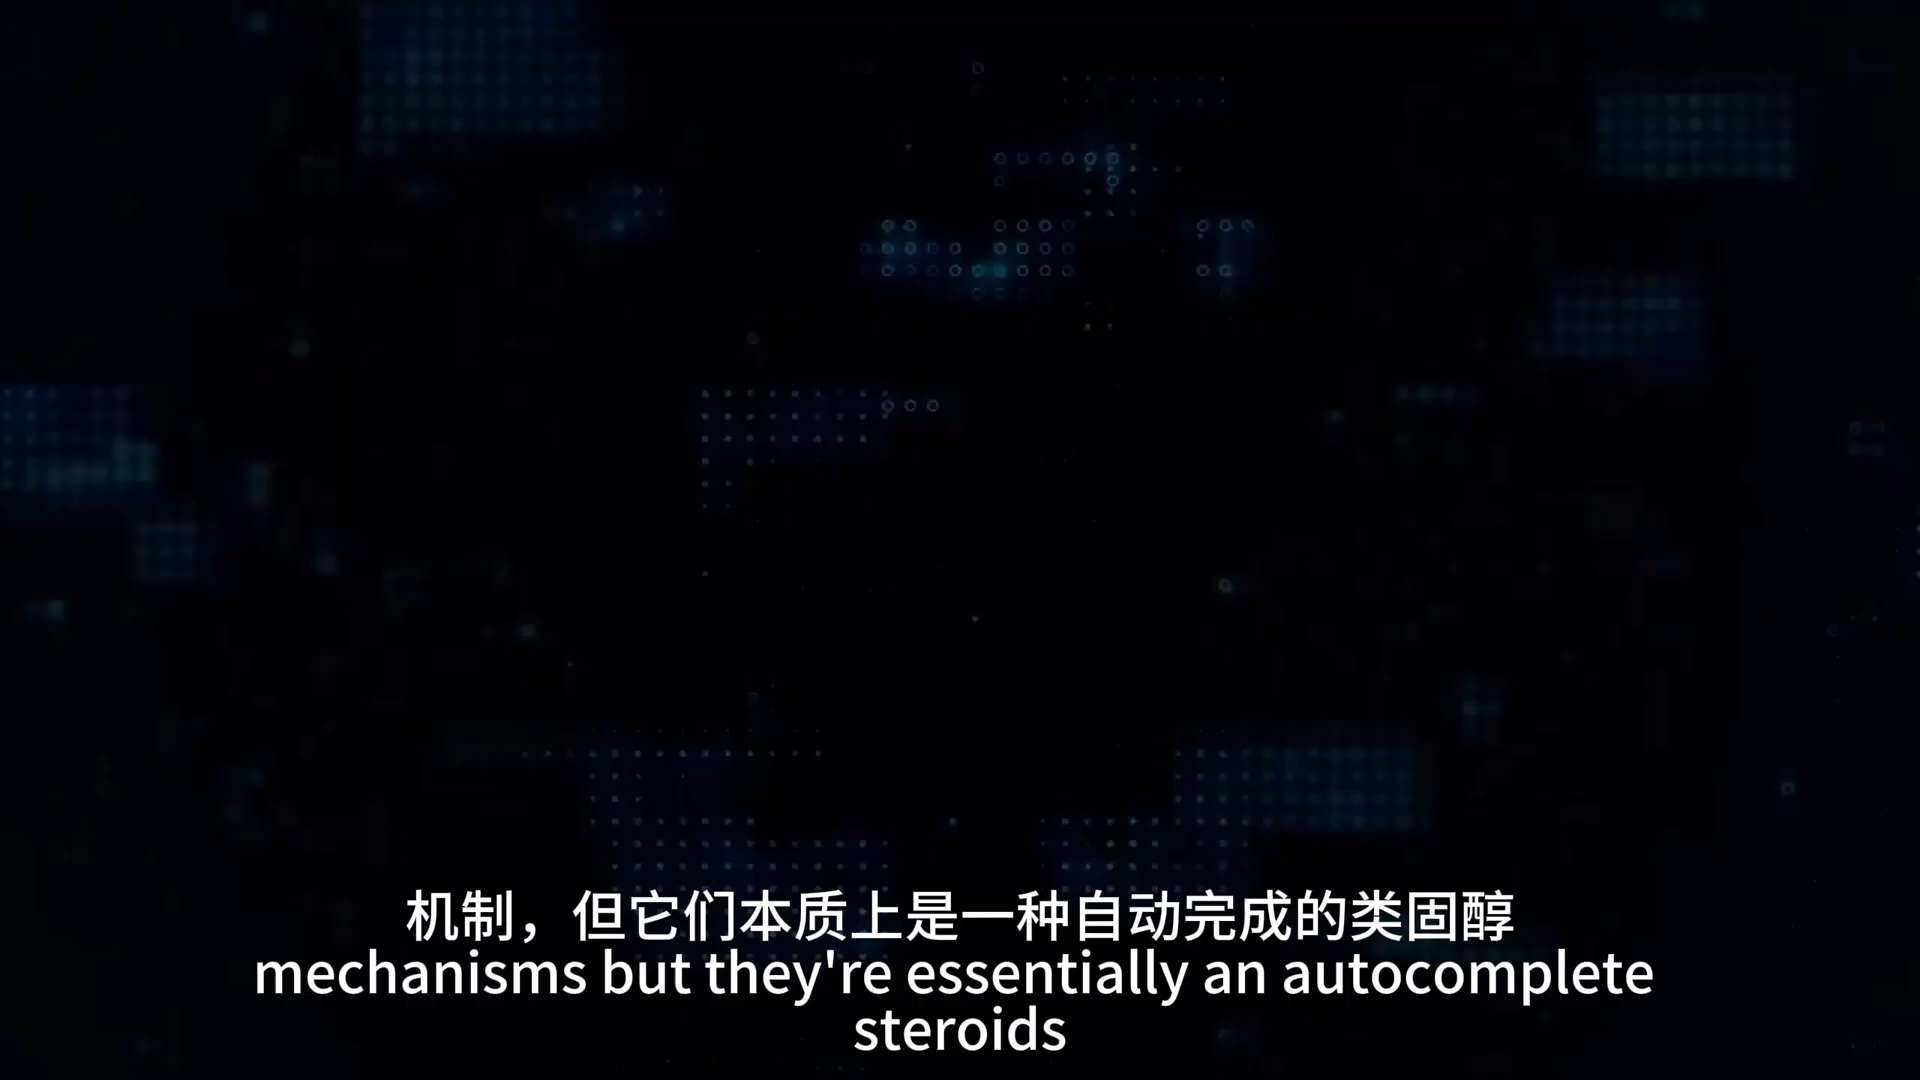 机制，但它们本质上是一种自动完成的类固醇
mechanisms but they're essentially an autocomplete
steroids